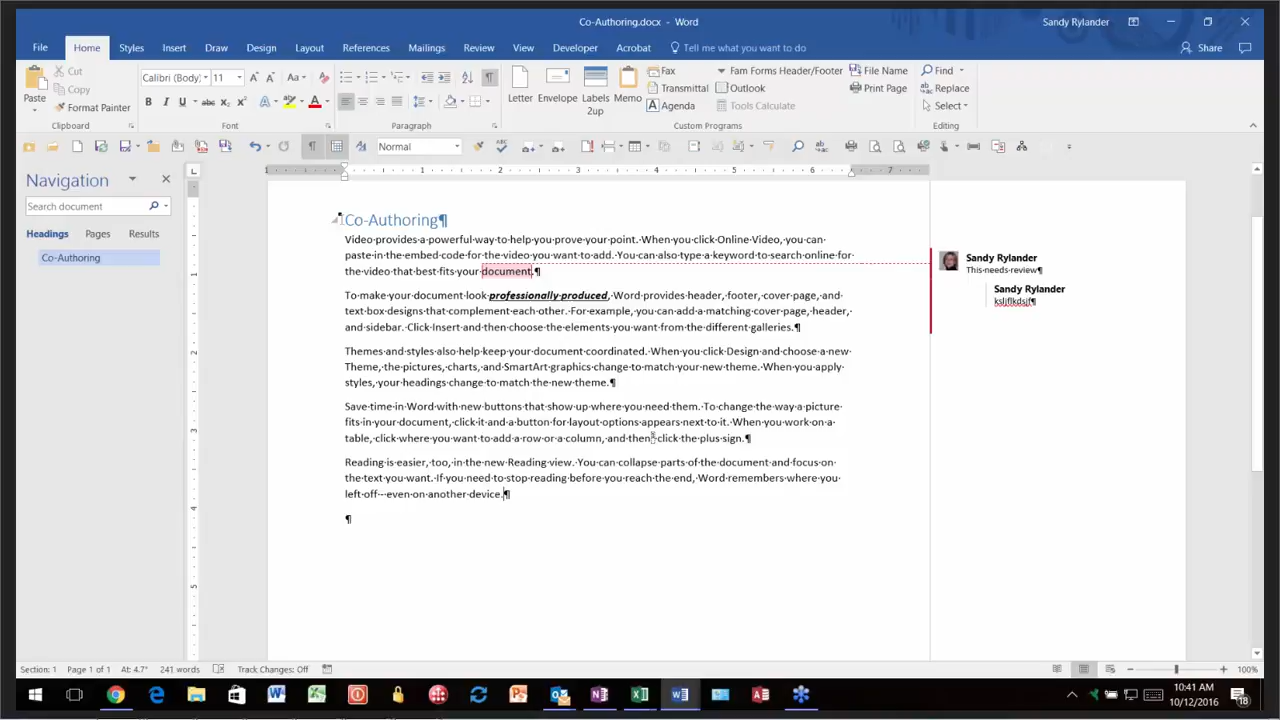 Co-Authoring.docx - Word
Sandy Rylander
File Home Styles Insert Draw Design Layout References Mailings Review View Developer Acrobat Tell me what you want to do Share
Paste
Cut
Copy
Format Painter
Clipboard
Calibri (Body) 11
Font
Paragraph
Letter
Envelope
Labels
2up
Memo
Fax
Transmittal
Agenda
Fam Forms Header/Footer
Outlook
Tools Calculate
File Name
Print Page
Custom Programs
Find
Replace
Select
Editing
Normal
Navigation
Search document
Headings Pages Results
Co-Authoring
1 1 2 3 4 5 6 7
1
2
3
4
5
Co-Authoring¶
Video·provides·a·powerful·way·to·help·you·prove·your·point.··When·you·click·Online·Video,·you·can·
paste·in·the·embed·code·for·the·video·you·want·to·add.··You·can·also·type·a·keyword·to·search·online·for·
the·video·that·best·fits·your·document.¶
To·make·your·document·look·professionally·produced,·Word·provides·header,·footer,·cover·page,·and·
text·box·designs·that·complement·each·other.··For·example,·you·can·add·a·matching·cover·page,·header,·
and·sidebar.··Click·Insert·and·then·choose·the·elements·you·want·from·the·different·galleries.¶
Themes·and·styles·also·help·keep·your·document·coordinated.··When·you·click·Design·and·choose·a·new·
Theme,·the·pictures,·charts,·and·SmartArt·graphics·change·to·match·your·new·theme.··When·you·apply·
styles,·your·headings·change·to·match·the·new·theme.¶
Save·time·in·Word·with·new·buttons·that·show·up·where·you·need·them.··To·change·the·way·a·picture·
fits·in·your·document,·click·it·and·a·button·for·layout·options·appears·next·to·it.··When·you·work·on·a·
table,·click·where·you·want·to·add·a·row·or·a·column,·and·then·click·the·plus·sign.¶
Reading·is·easier,·too,·in·the·new·Reading·view.··You·can·collapse·parts·of·the·document·and·focus·on·
the·text·you·want.··If·you·need·to·stop·reading·before·you·reach·the·end,·Word·remembers·where·you·
left·off·-·even·on·another·device.¶
¶
Sandy Rylander
This·needs·review¶
Sandy Rylander
Section: 1 Page 1 of 1 At: 4.7" 241 words Track Changes: Off 100%
10:41 AM
10/12/2016
18